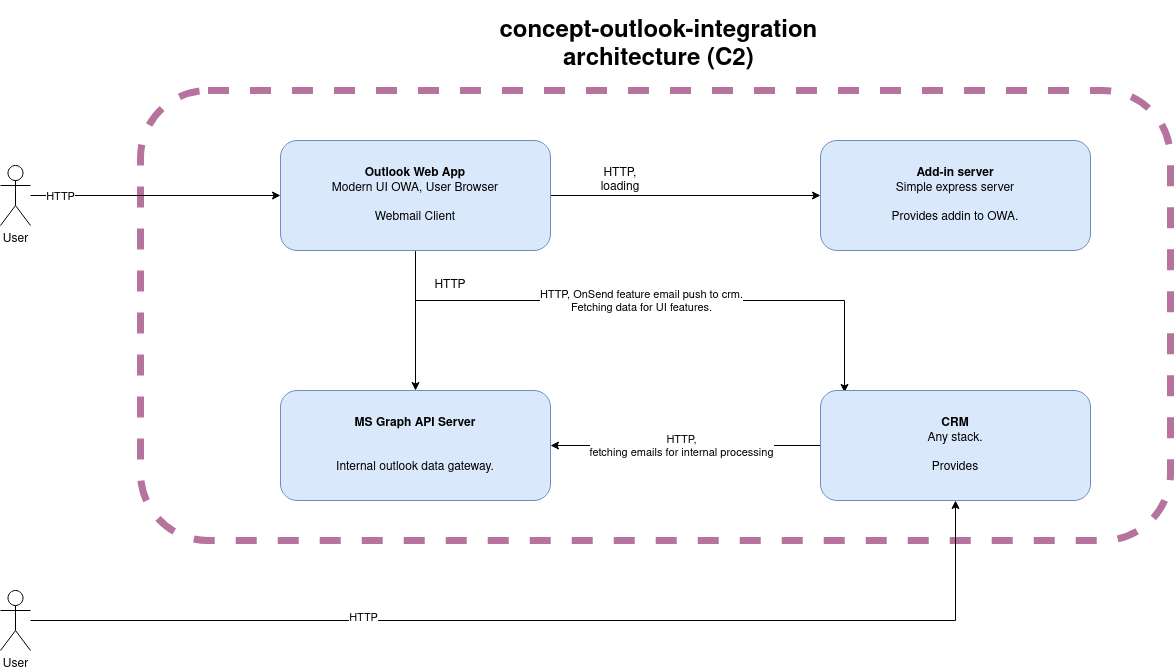 concept-outlook-integration
architecture (C2)
Outlook Web App
Modern UI OWA, User Browser
Webmail Client
HTTP,
loading
Add-in server
Simple express server
Provides addin to OWA.
HTTP
User
HTTP
HTTP, OnSend feature email push to crm.
Fetching data for UI features.
MS Graph API Server
Internal outlook data gateway.
HTTP,
fetching emails for internal processing
CRM
Any stack.
Provides
HTTP
User